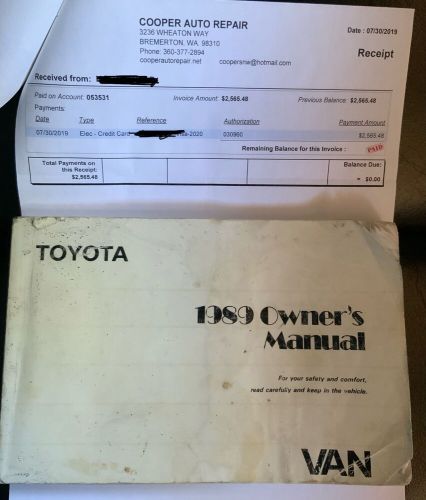 COOPER AUTO REPAIR
3236 WHEATON WAY
BREMERTON, WA, 98310
Phone: 360-377-2894
cooperautorepair.net coopersnw@hotmail.com
Date : 07/30/2019
Receipt
Received from:
Paid on Account: 053531 Invoice Amount: $2,565.48 Previous Balance: $2,565.48
Payments:
Date Type Reference Authorization Payment Amount
07/30/2019 Elec - Credit Card -2020 030960 $2,565.48
Remaining Balance for this Invoice : PAID
Total Payments on Balance Due:
this Receipt:
$2,565.48 = $0.00
TOYOTA
1989 Owner's
Manual
For your safety and comfort,
read carefully and keep in the vehicle.
VAN